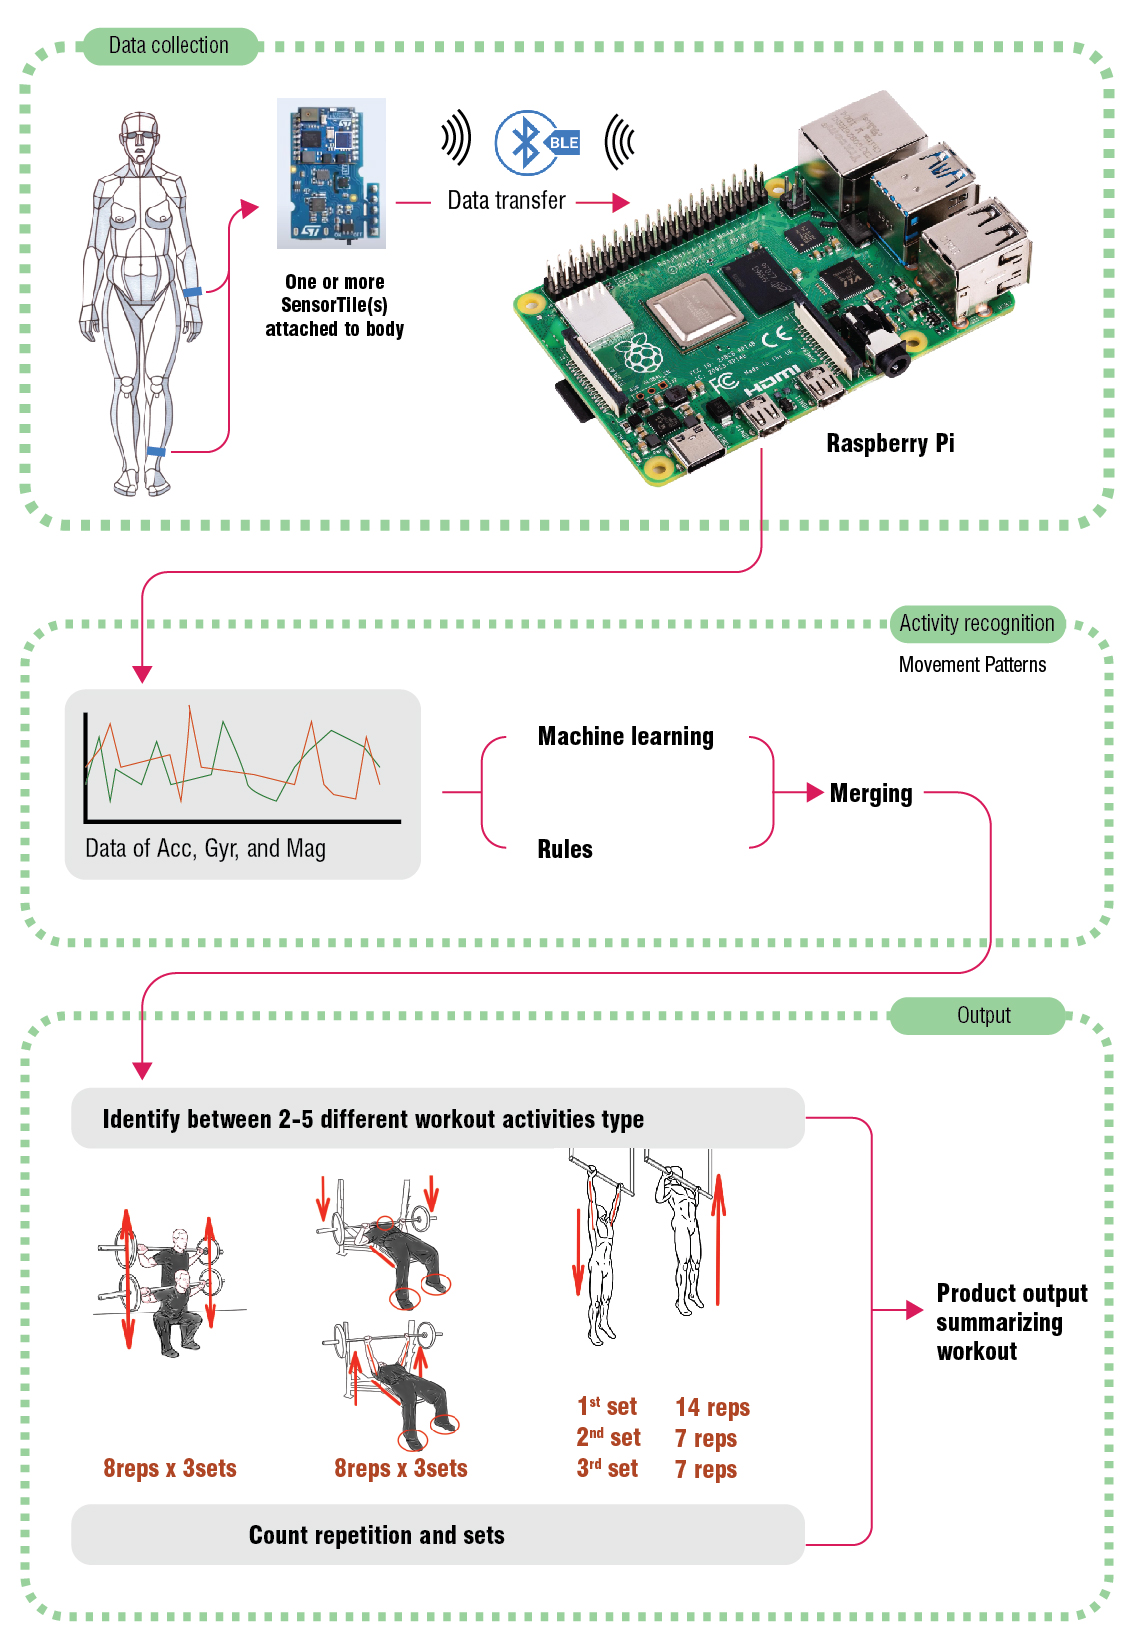 Data collection
BLE
Data transfer
ST
One or more
SensorTile(s)
attached to body
HDMI
Raspberry Pi
Activity recognition
Movement Patterns
Machine learning
Merging
Rules
Data of Acc, Gyr, and Mag
Output
Identify between 2-5 different workout activities type
Product output
summarizing
workout
1st set 14 reps
2nd set 7 reps
3rd set 7 reps
8reps x 3sets
8reps x 3sets
Count repetition and sets